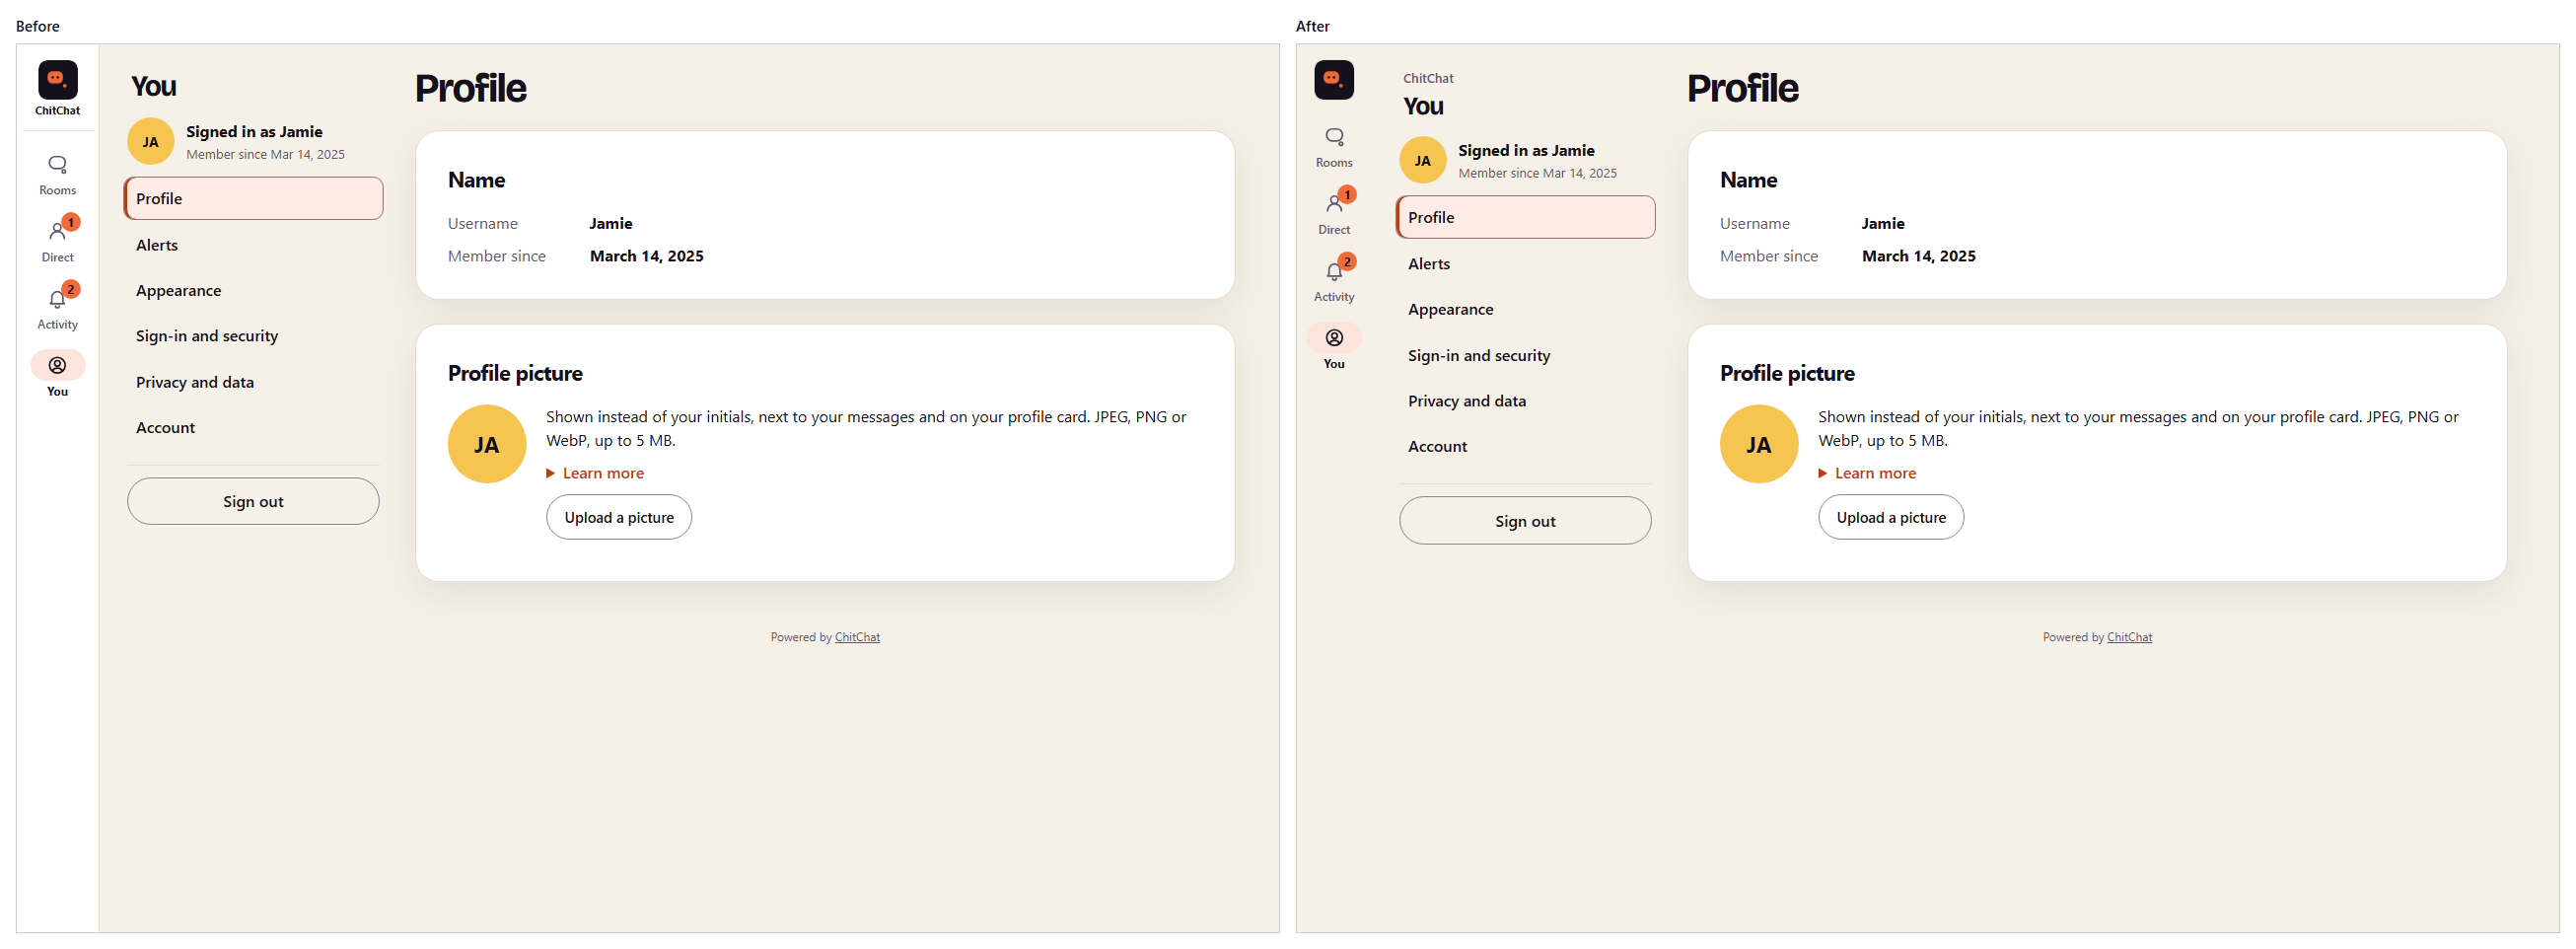 Before
ChitChat
Rooms
1
Direct
2
Activity
You
You
JA
Signed in as Jamie
Member since Mar 14, 2025
Profile
Alerts
Appearance
Sign-in and security
Privacy and data
Account
Sign out
Profile
Name
Username
Jamie
Member since
March 14, 2025
Profile picture
JA
Shown instead of your initials, next to your messages and on your profile card. JPEG, PNG or
WebP, up to 5 MB.
Learn more
Upload a picture
Powered by ChitChat
After
Rooms
1
Direct
2
Activity
You
ChitChat
You
JA
Signed in as Jamie
Member since Mar 14, 2025
Profile
Alerts
Appearance
Sign-in and security
Privacy and data
Account
Sign out
Profile
Name
Username
Jamie
Member since
March 14, 2025
Profile picture
JA
Shown instead of your initials, next to your messages and on your profile card. JPEG, PNG or
WebP, up to 5 MB.
Learn more
Upload a picture
Powered by ChitChat